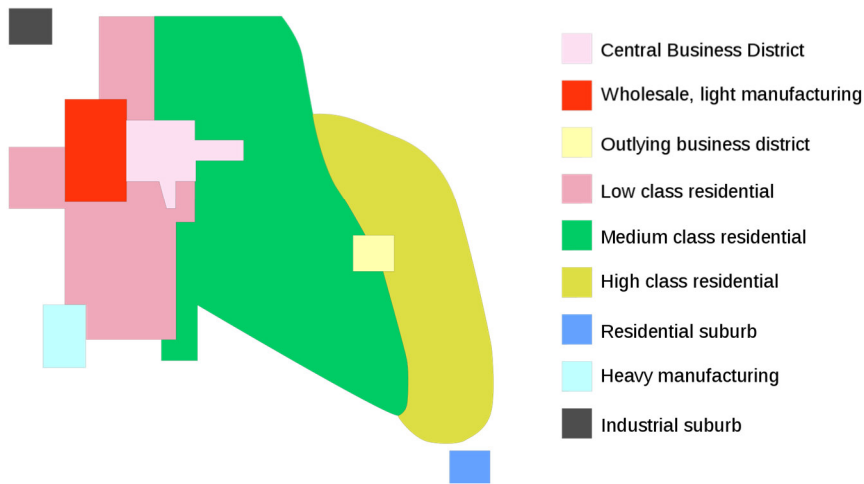 Central Business District
Wholesale, light manufacturing
Outlying business district
Low class residential
Medium class residential
High class residential
Residential suburb
Heavy manufacturing
Industrial suburb